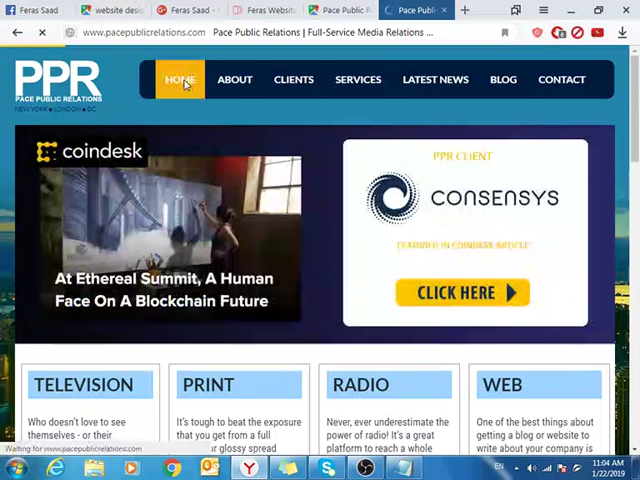 Feras Saad
website desi
Feras Saad -
Feras Website
Pace Public R
Pace Publi
www.pacepublicrelations.com Pace Public Relations | Full-Service Media Relations ...
PPR
PACE PUBLIC RELATIONS
NEW YORK ■ LONDON ■ DC
HOME
ABOUT
CLIENTS
SERVICES
LATEST NEWS
BLOG
CONTACT
coindesk
At Ethereal Summit, A Human
Face On A Blockchain Future
PPR CLIENT
CONSENSYS
FEATURED IN COINDESK ARTICLE
CLICK HERE
TELEVISION
Who doesn't love to see
themselves - or their
PRINT
It's tough to beat the exposure
that you get from a full
glossy spread
RADIO
Never, ever underestimate the
power of radio! It's a great
platform to reach a whole
WEB
One of the best things about
getting a blog or website to
write about your company is
Waiting for www.pacepublicrelations.com
EN
11:04 AM
1/22/2019